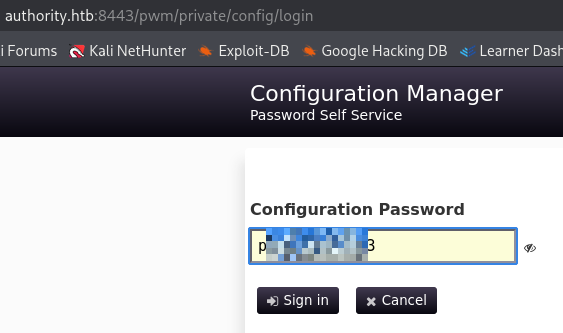 authority.htb:8443/pwm/private/config/login
i Forums Kali NetHunter Exploit-DB Google Hacking DB Learner Dash
Configuration Manager
Password Self Service
Configuration Password
Sign in Cancel